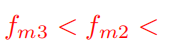 f_{m3} < f_{m2} <